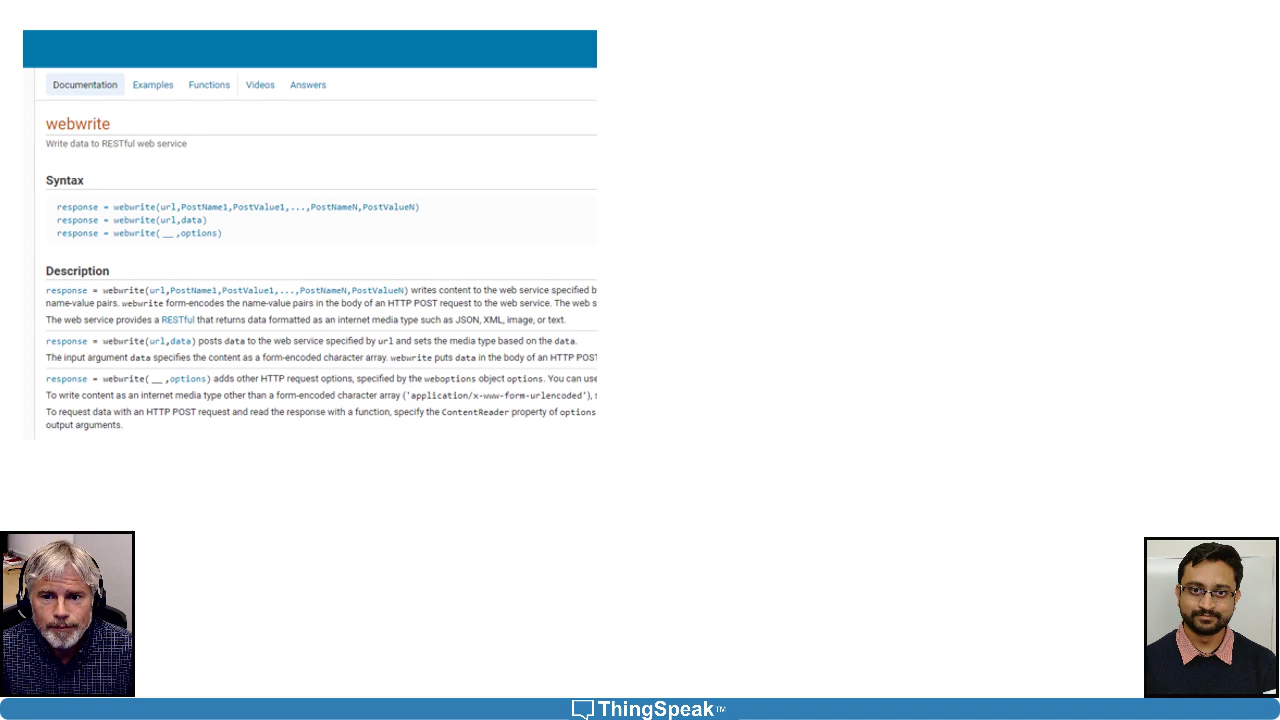 Documentation Examples Functions Videos Answers
webwrite
Write data to RESTful web service
Syntax
response = webwrite(url,PostName1,PostValue1,...,PostNameN,PostValueN)
response = webwrite(url,data)
response = webwrite(__,options)
Description
response = webwrite(url,PostName1,PostValue1,...,PostNameN,PostValueN) writes content to the web service specified b
name-value pairs. webwrite form-encodes the name-value pairs in the body of an HTTP POST request to the web service. The web s
The web service provides a RESTful that returns data formatted as an internet media type such as JSON, XML, image, or text.
response = webwrite(url,data) posts data to the web service specified by url and sets the media type based on the data.
The input argument data specifies the content as a form-encoded character array. webwrite puts data in the body of an HTTP POST
response = webwrite(__,options) adds other HTTP request options, specified by the weboptions object options. You can use
To write content as an internet media type other than a form-encoded character array ('application/x-www-form-urlencoded'), s
To request data with an HTTP POST request and read the response with a function, specify the ContentReader property of options
output arguments.
ThingSpeak™